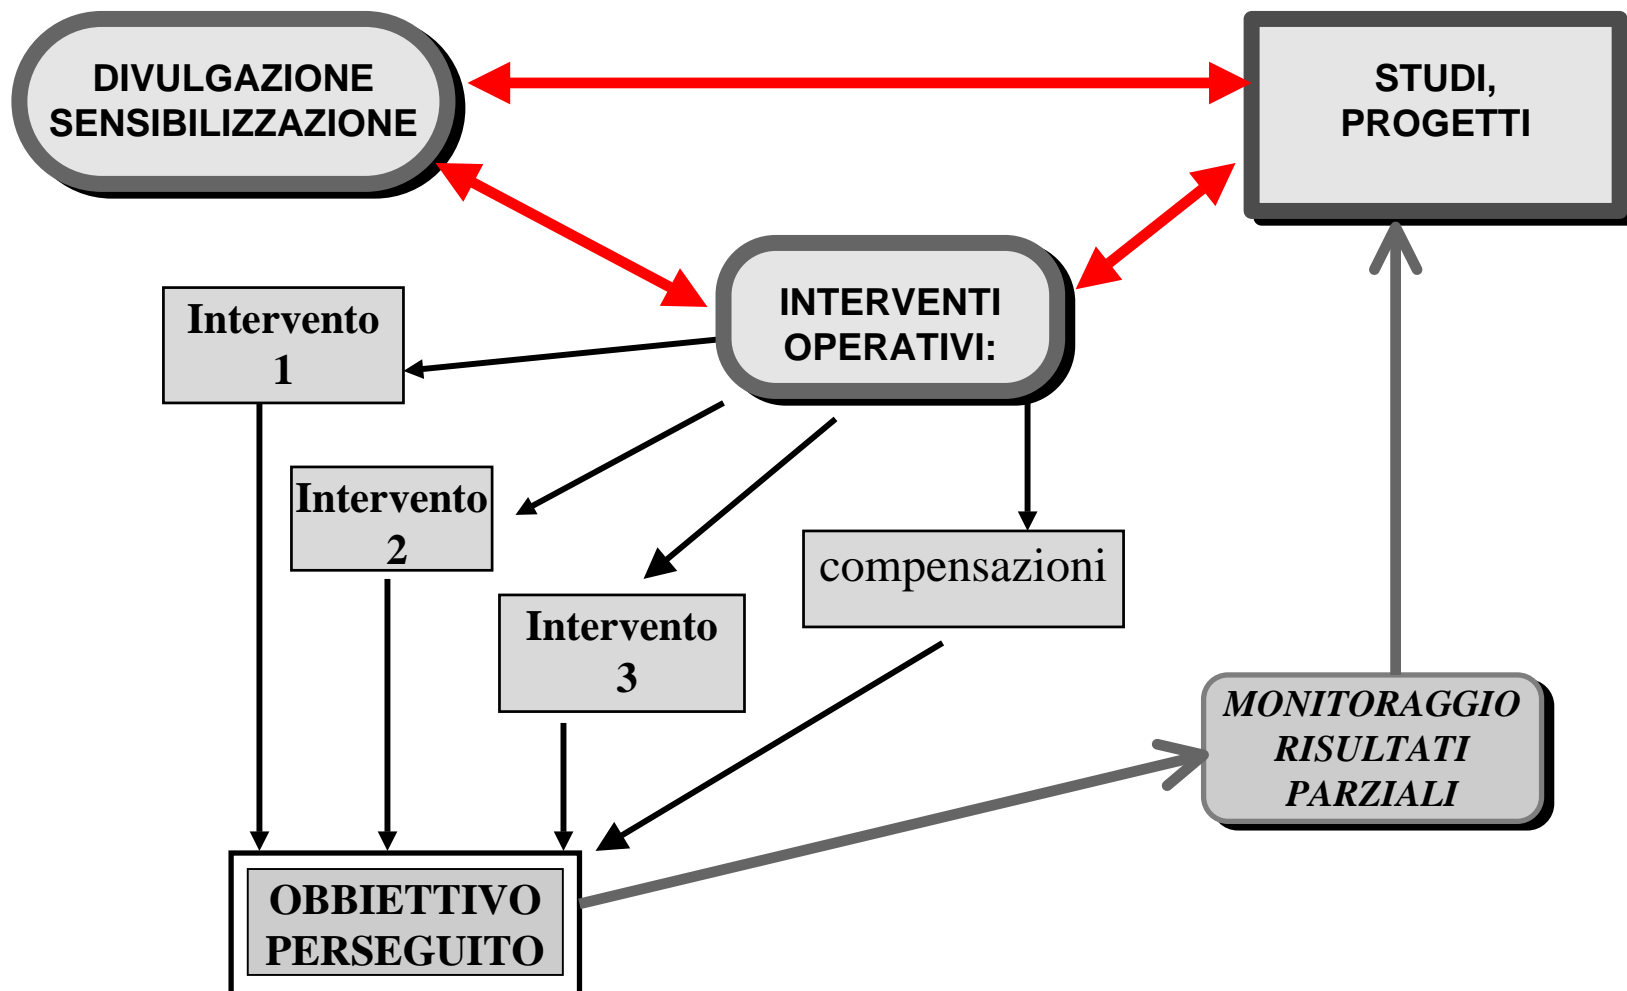 DIVULGAZIONE
SENSIBILIZZAZIONE
STUDI,
PROGETTI
INTERVENTI
OPERATIVI:
Intervento
1
Intervento
2
Intervento
3
compensazioni
MONITORAGGIO
RISULTATI
PARZIALI
OBBIETTIVO
PERSEGUITO